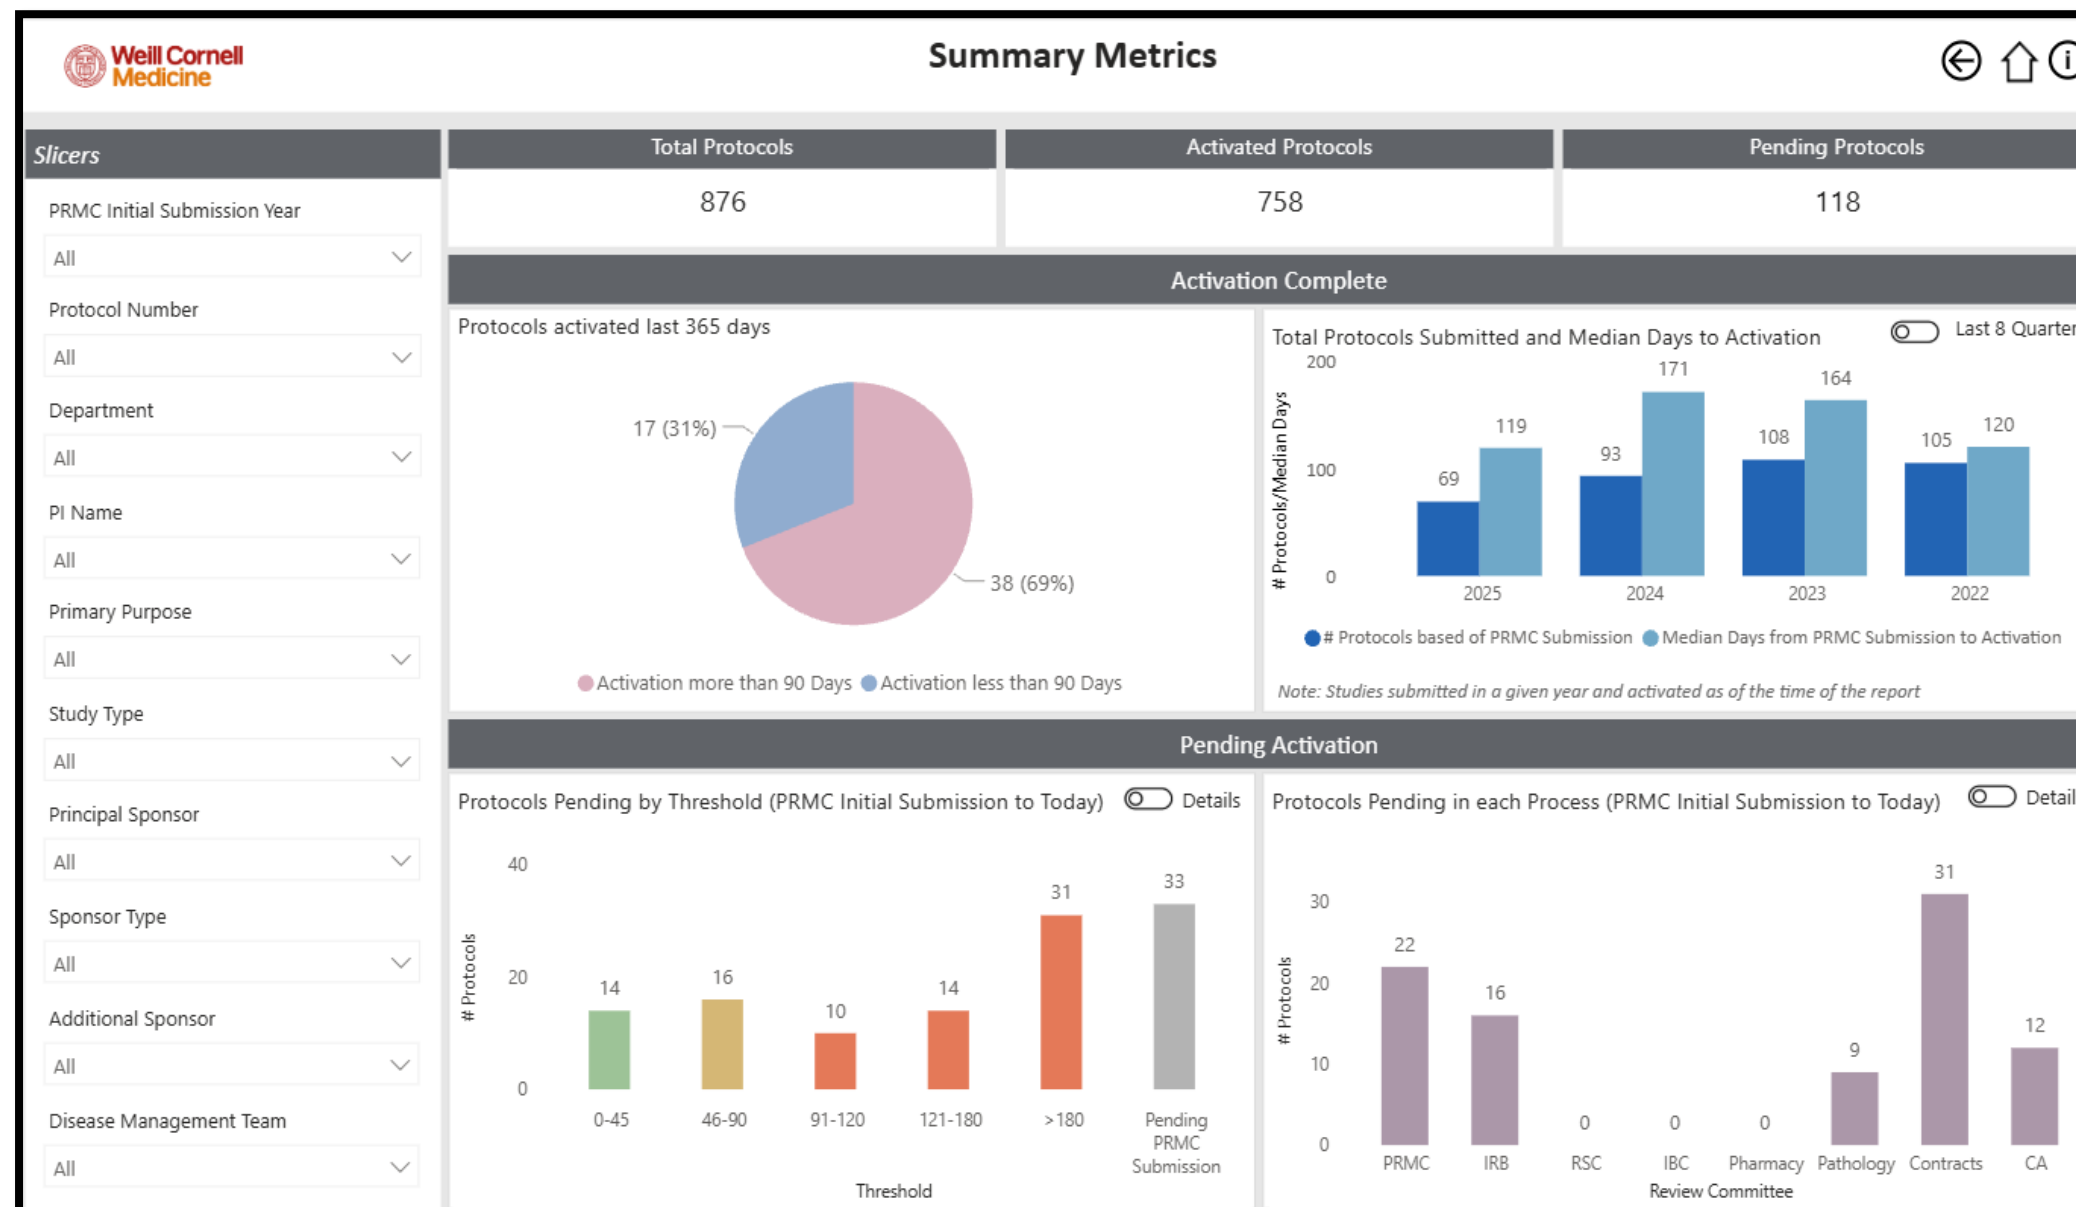 Weill Cornell
Medicine
Summary Metrics
Slicers
PRMC Initial Submission Year
All
Protocol Number
All
Department
All
PI Name
All
Primary Purpose
All
Study Type
All
Principal Sponsor
All
Sponsor Type
All
Additional Sponsor
All
Disease Management Team
All
Total Protocols
876
Activated Protocols
758
Pending Protocols
118
Activation Complete
Protocols activated last 365 days
17 (31%)
38 (69%)
Activation more than 90 Days Activation less than 90 Days
Total Protocols Submitted and Median Days to Activation
Last 8 Quarter
# Protocols/Median Days
200
100
0
69 119
93 171
108 164
105 120
2025 2024 2023 2022
# Protocols based of PRMC Submission Median Days from PRMC Submission to Activation
Note: Studies submitted in a given year and activated as of the time of the report
Pending Activation
Protocols Pending by Threshold (PRMC Initial Submission to Today)
Details
# Protocols
40
20
0
14 16 10 14 31 33
0-45 46-90 91-120 121-180 >180 Pending
PRMC
Submission
Threshold
Protocols Pending in each Process (PRMC Initial Submission to Today)
Detail
# Protocols
30
20
10
0
22 16 0 0 0 9 31 12
PRMC IRB RSC IBC Pharmacy Pathology Contracts CA
Review Committee